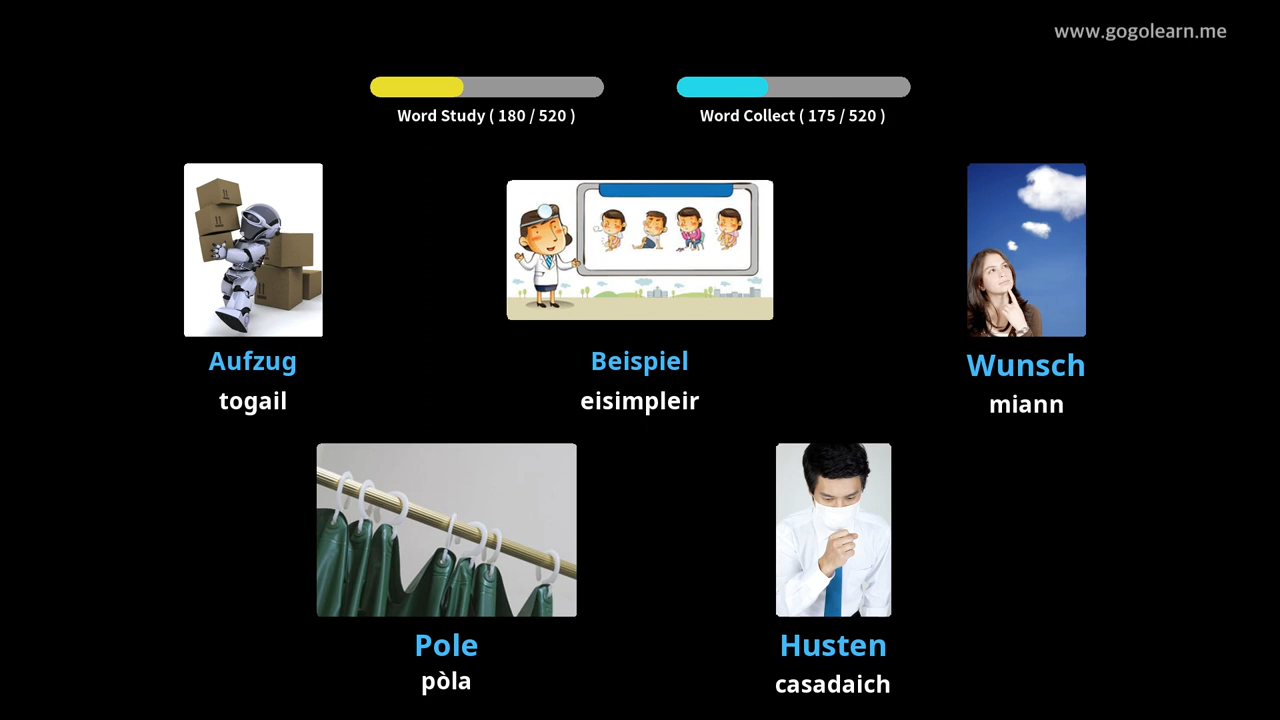 www.gogolearn.me
Word Study ( 180 / 520 )
Word Collect ( 175 / 520 )
Aufzug
togail
Beispiel
eisimpleir
Wunsch
miann
Pole
pòla
Husten
casadaich